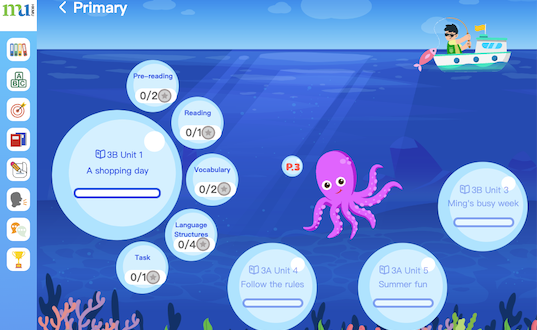 mu
Primary
Pre-reading
0/2
Reading
0/1
3B Unit 1
A shopping day
Vocabulary
0/2
P.3
Language
Structures
0/4
Task
0/1
3B Unit 3
Ming's busy week
3A Unit 4
Follow the rules
3A Unit 5
Summer fun
A
B C